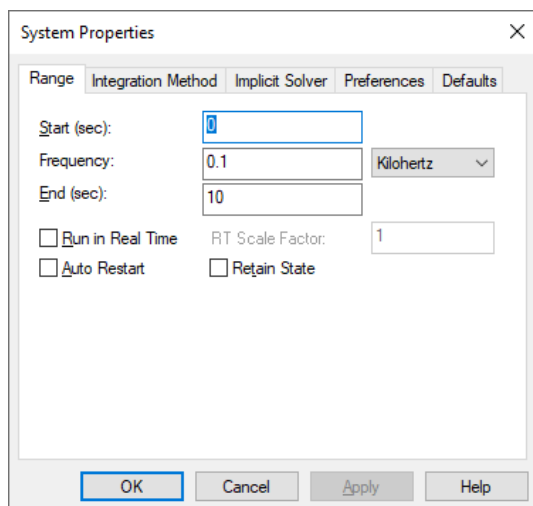 System Properties
Range Integration Method Implicit Solver Preferences Defaults
Start (sec): 0
Frequency: 0.1 Kilohertz
End (sec): 10
Run in Real Time RT Scale Factor: 1
Auto Restart Retain State
OK Cancel Apply Help